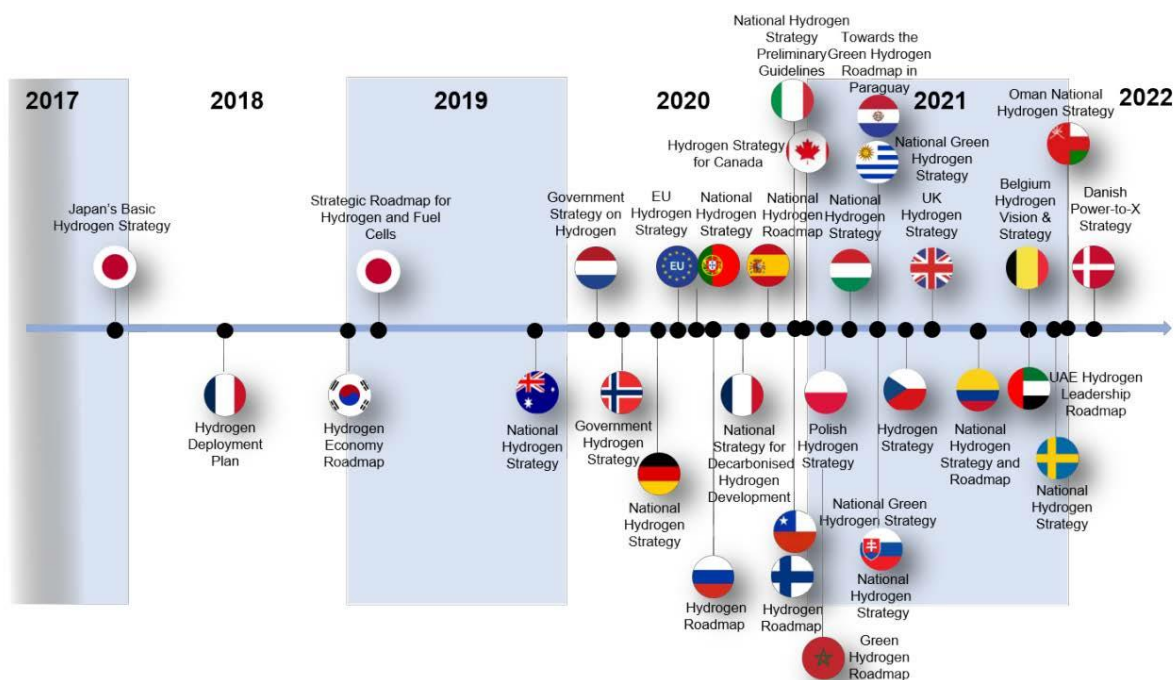 2017
2018
2019
2020
2021
2022
National Hydrogen
Strategy
Preliminary
Guidelines
Towards the
Green Hydrogen
Roadmap in
Paraguay
Oman National
Hydrogen Strategy
Hydrogen Strategy
for Canada
National Green
Hydrogen
Strategy
Japan's Basic
Hydrogen Strategy
Strategic Roadmap for
Hydrogen and Fuel
Cells
Government
Strategy on
Hydrogen
EU
Hydrogen
Strategy
National
Hydrogen
Strategy
National
Hydrogen
Roadmap
National
Hydrogen
Strategy
UK
Hydrogen
Strategy
Belgium
Hydrogen
Vision &
Strategy
Danish
Power-to-X
Strategy
EU
Hydrogen
Deployment
Plan
Hydrogen
Economy
Roadmap
National
Hydrogen
Strategy
Government
Hydrogen
Strategy
National
Hydrogen
Strategy
National
Strategy for
Decarbonised
Hydrogen
Development
Polish
Hydrogen
Strategy
Hydrogen
Strategy
National
Hydrogen
Strategy and
Roadmap
UAE Hydrogen
Leadership
Roadmap
National
Hydrogen
Strategy
National Green
Hydrogen Strategy
National
Hydrogen
Strategy
Hydrogen
Roadmap
Hydrogen
Roadmap
Green
Hydrogen
Roadmap